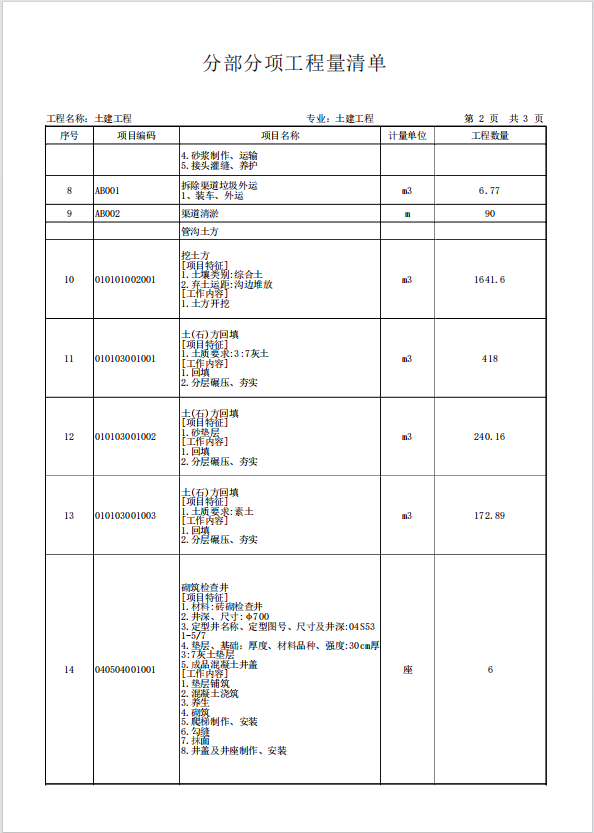 分部分项工程量清单
工程名称：土建工程 专业：土建工程 第 2 页 共 3 页
序号 项目编码 项目名称 计量单位 工程数量
4.砂浆制作、运输
5.接头灌缝、养护
8 AB001 拆除渠道垃圾外运 m3 6.77
1、装车、外运
9 AB002 渠道清淤 m 90
管沟土方
挖土方
[项目特征]
1.土壤类别:综合土
10 010101002001 2.弃土运距:沟边堆放 m3 1641.6
[工作内容]
1.土方开挖
土(石)方回填
[项目特征]
1.土质要求:3:7灰土
11 010103001001 [工作内容] m3 418
1.回填
2.分层碾压、夯实
土(石)方回填
[项目特征]
1.砂垫层
12 010103001002 [工作内容] m3 240.16
1.回填
2.分层碾压、夯实
土(石)方回填
[项目特征]
1.土质要求:素土
13 010103001003 [工作内容] m3 172.89
1.回填
2.分层碾压、夯实
砌筑检查井
[项目特征]
1.材料:砖砌检查井
2.井深、尺寸:φ700
3.定型井名称、定型图号、尺寸及井深:04S53
1-5/7
4.垫层、基础：厚度、材料品种、强度:30cm厚
3:7灰土垫层
5.成品混凝土井盖
14 040504001001 [工作内容] 座 6
1.垫层铺筑
2.混凝土浇筑
3.养生
4.砌筑
5.爬梯制作、安装
6.勾缝
7.抹面
8.井盖及井座制作、安装